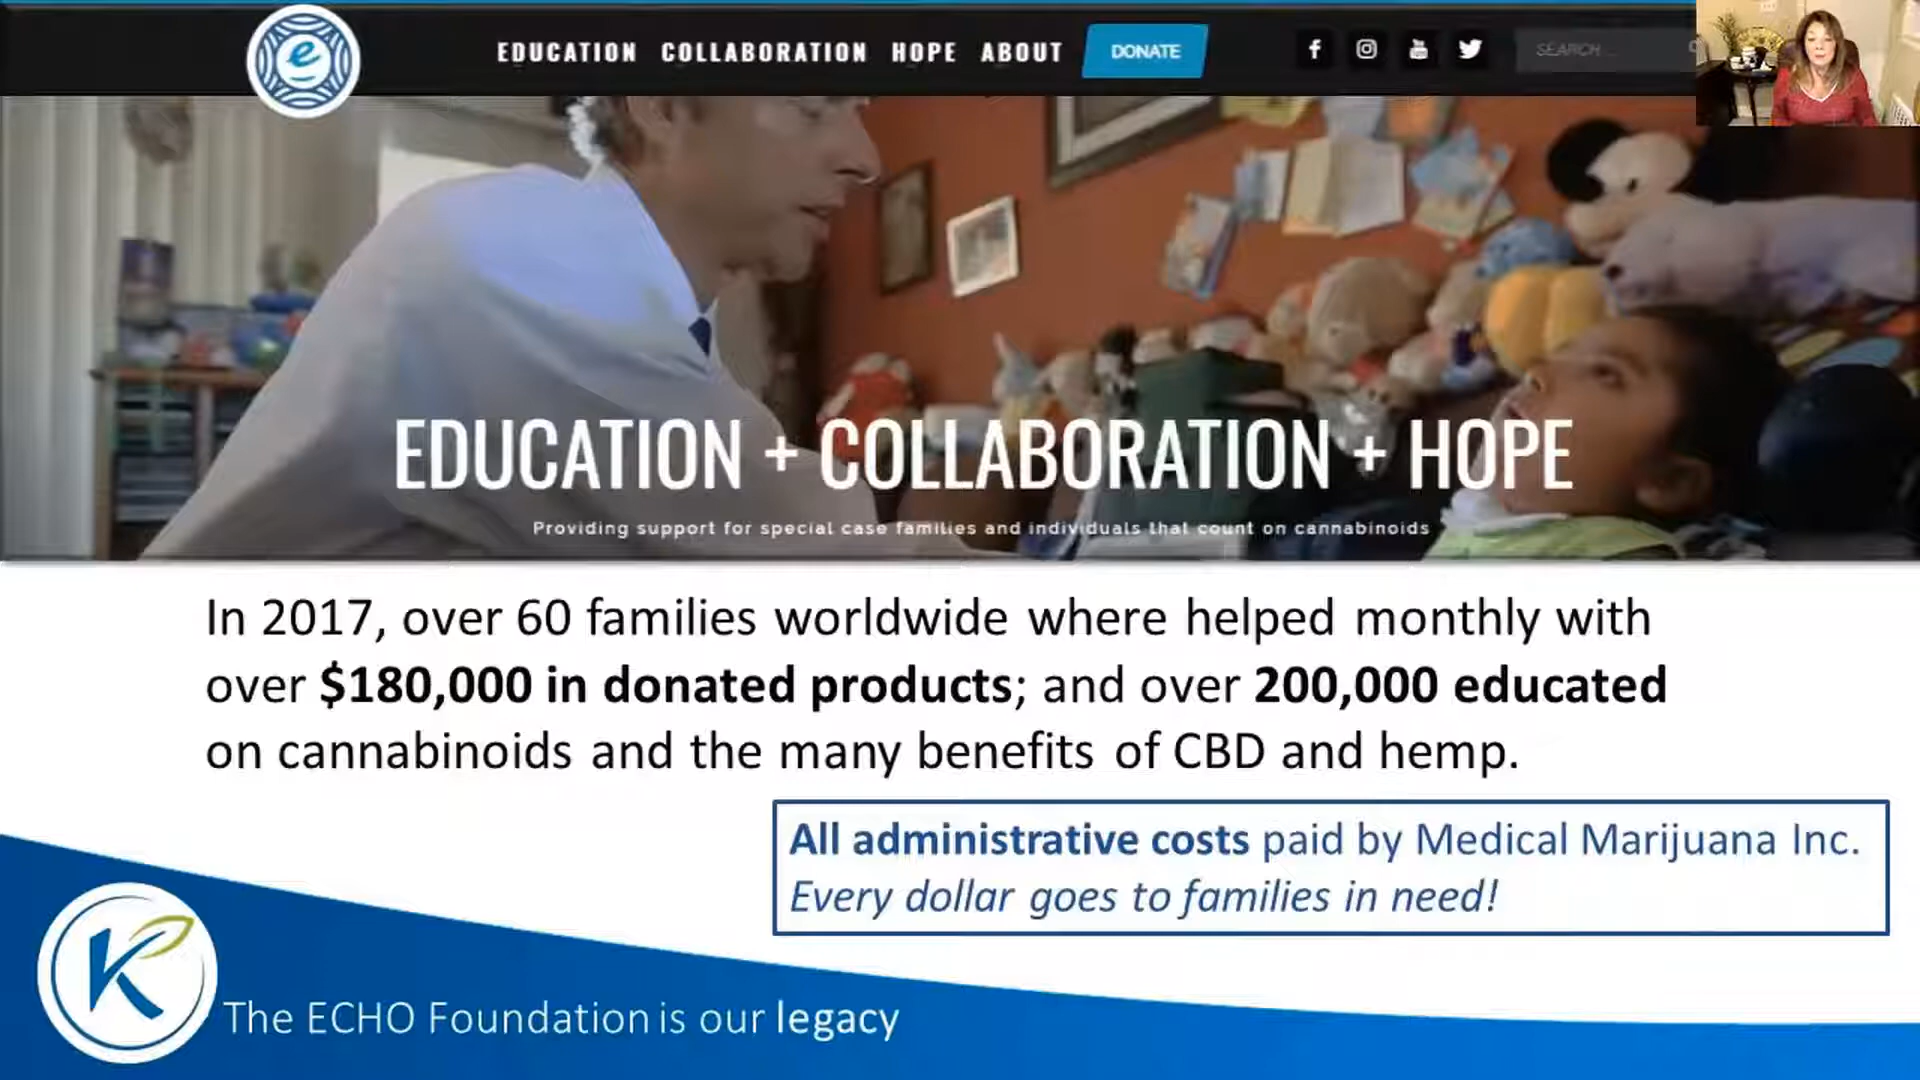 e
EDUCATION COLLABORATION HOPE ABOUT DONATE SEARCH...
EDUCATION + COLLABORATION + HOPE
Providing support for special case families and individuals that count on cannabinoids
In 2017, over 60 families worldwide where helped monthly with
over $180,000 in donated products; and over 200,000 educated
on cannabinoids and the many benefits of CBD and hemp.
All administrative costs paid by Medical Marijuana Inc.
Every dollar goes to families in need!
K
The ECHO Foundation is our legacy